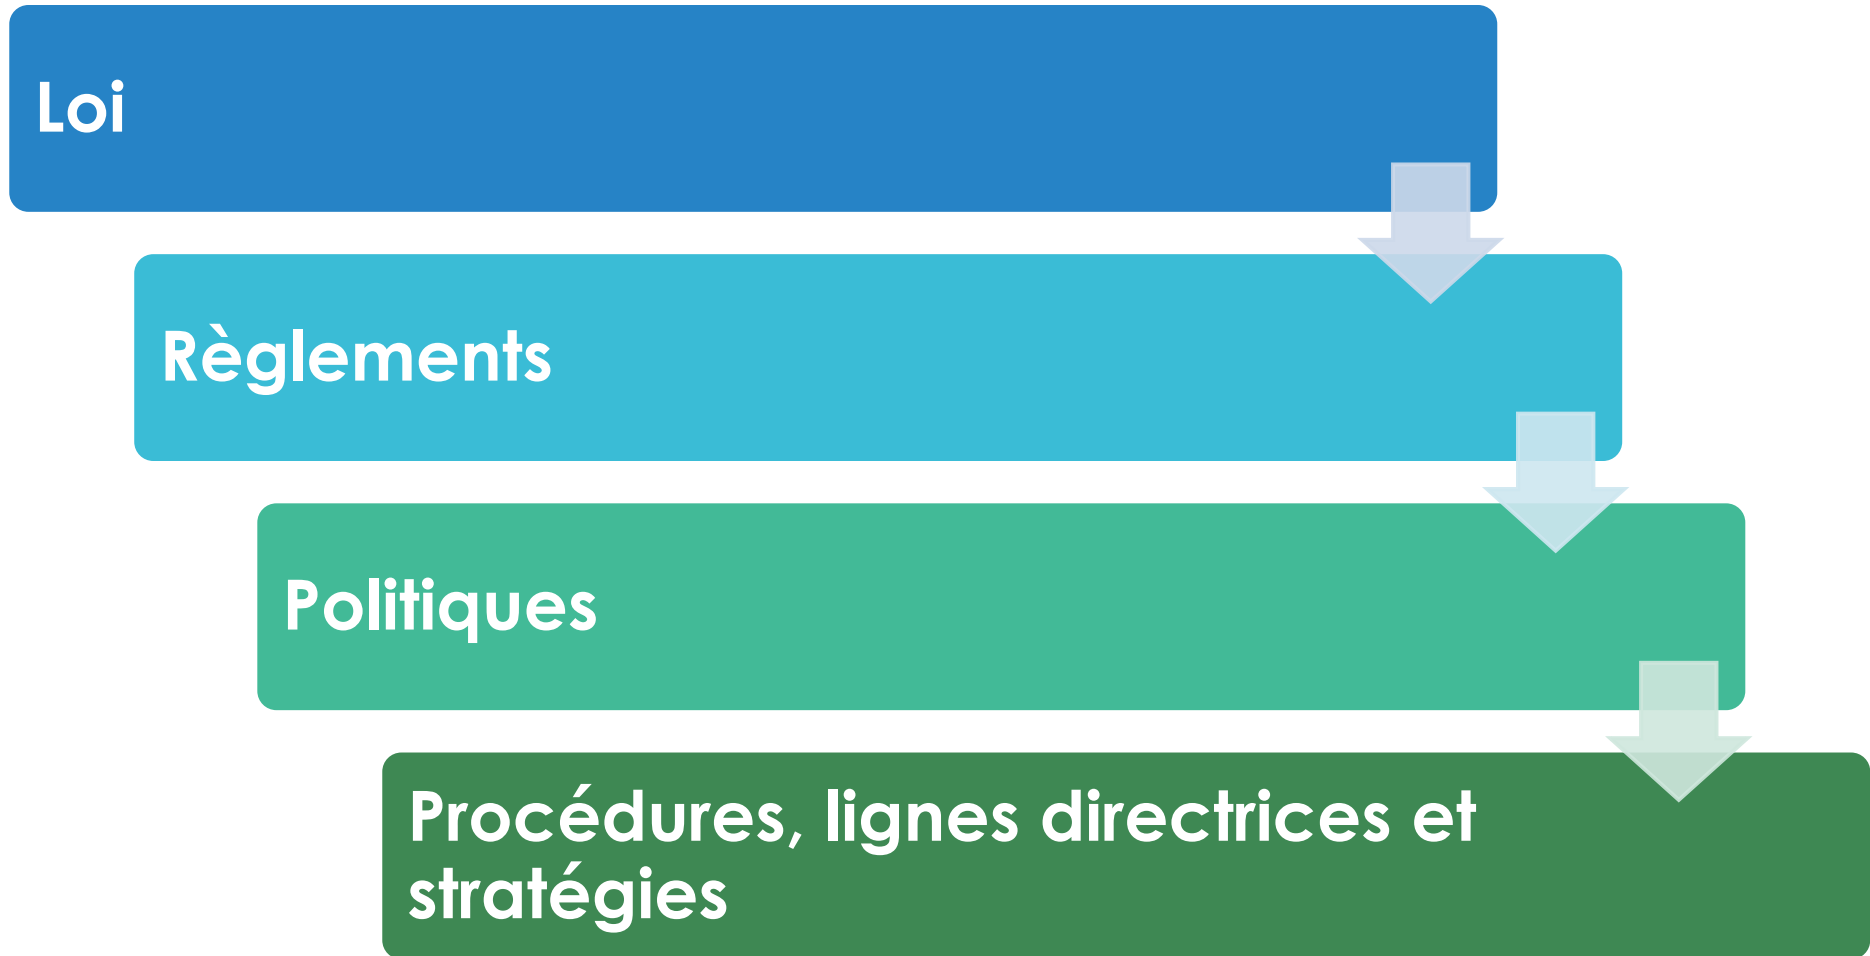 Loi
Règlements
Politiques
Procédures, lignes directrices et
stratégies